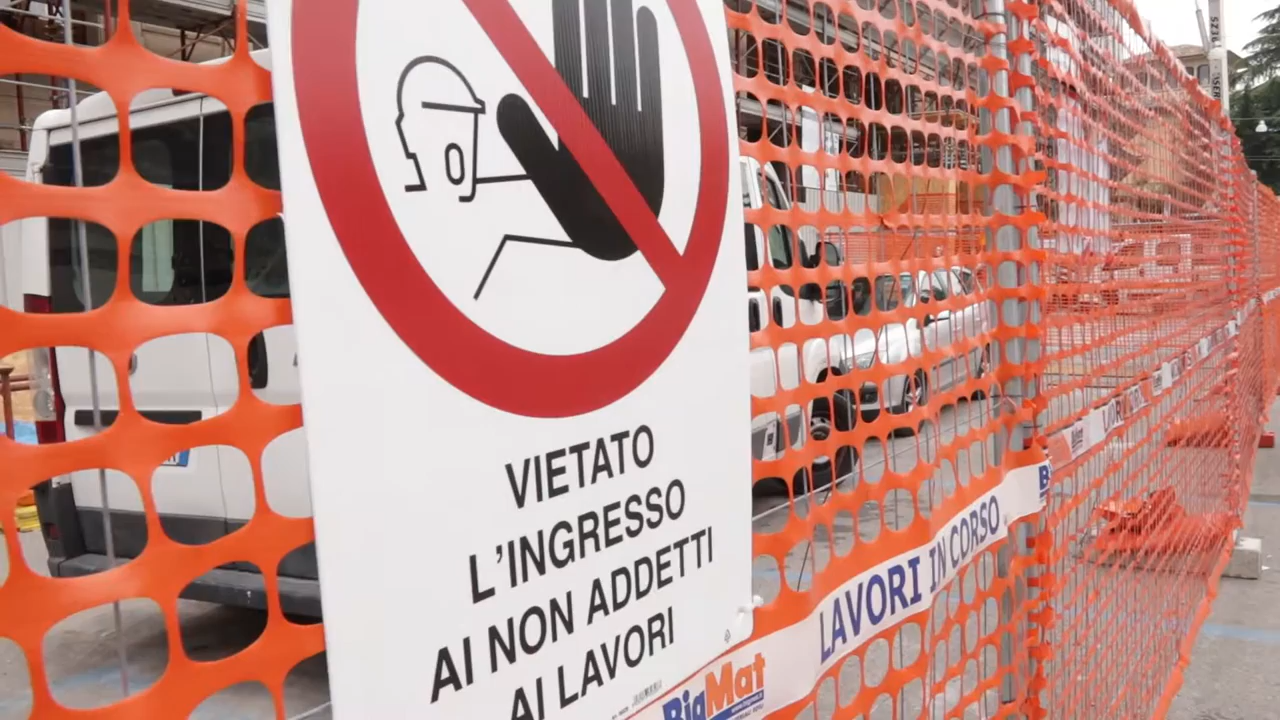 VIETATO
L'INGRESSO
AI NON ADDETTI
AI LAVORI
BigMat
LAVORI IN CORSO